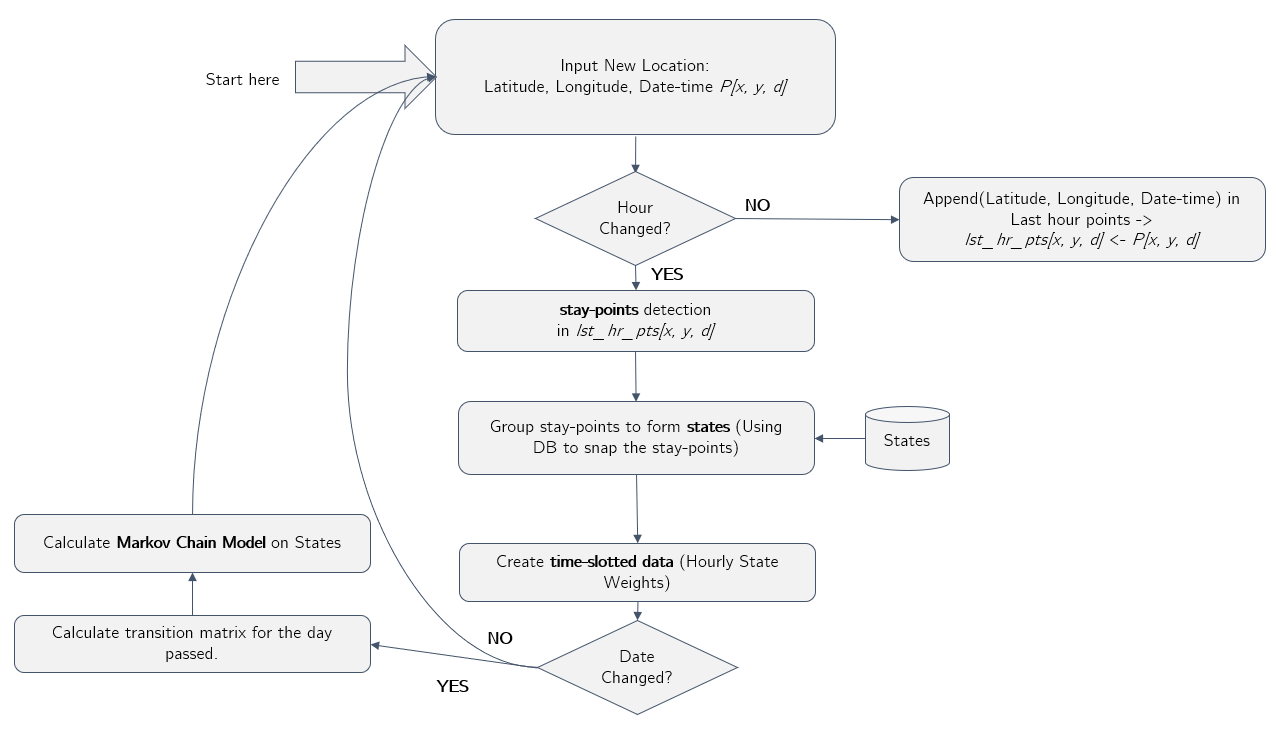 Start here
Input New Location:
Latitude, Longitude, Date-time P[x, y, d]
Hour
Changed?
NO
Append(Latitude, Longitude, Date-time) in
Last hour points ->
lst_hr_pts[x, y, d] <- P[x, y, d]
YES
stay-points detection
in lst_hr_pts[x, y, d]
Group stay-points to form states (Using
DB to snap the stay-points)
States
Create time-slotted data (Hourly State
Weights)
Date
Changed?
NO
YES
Calculate transition matrix for the day
passed.
Calculate Markov Chain Model on States